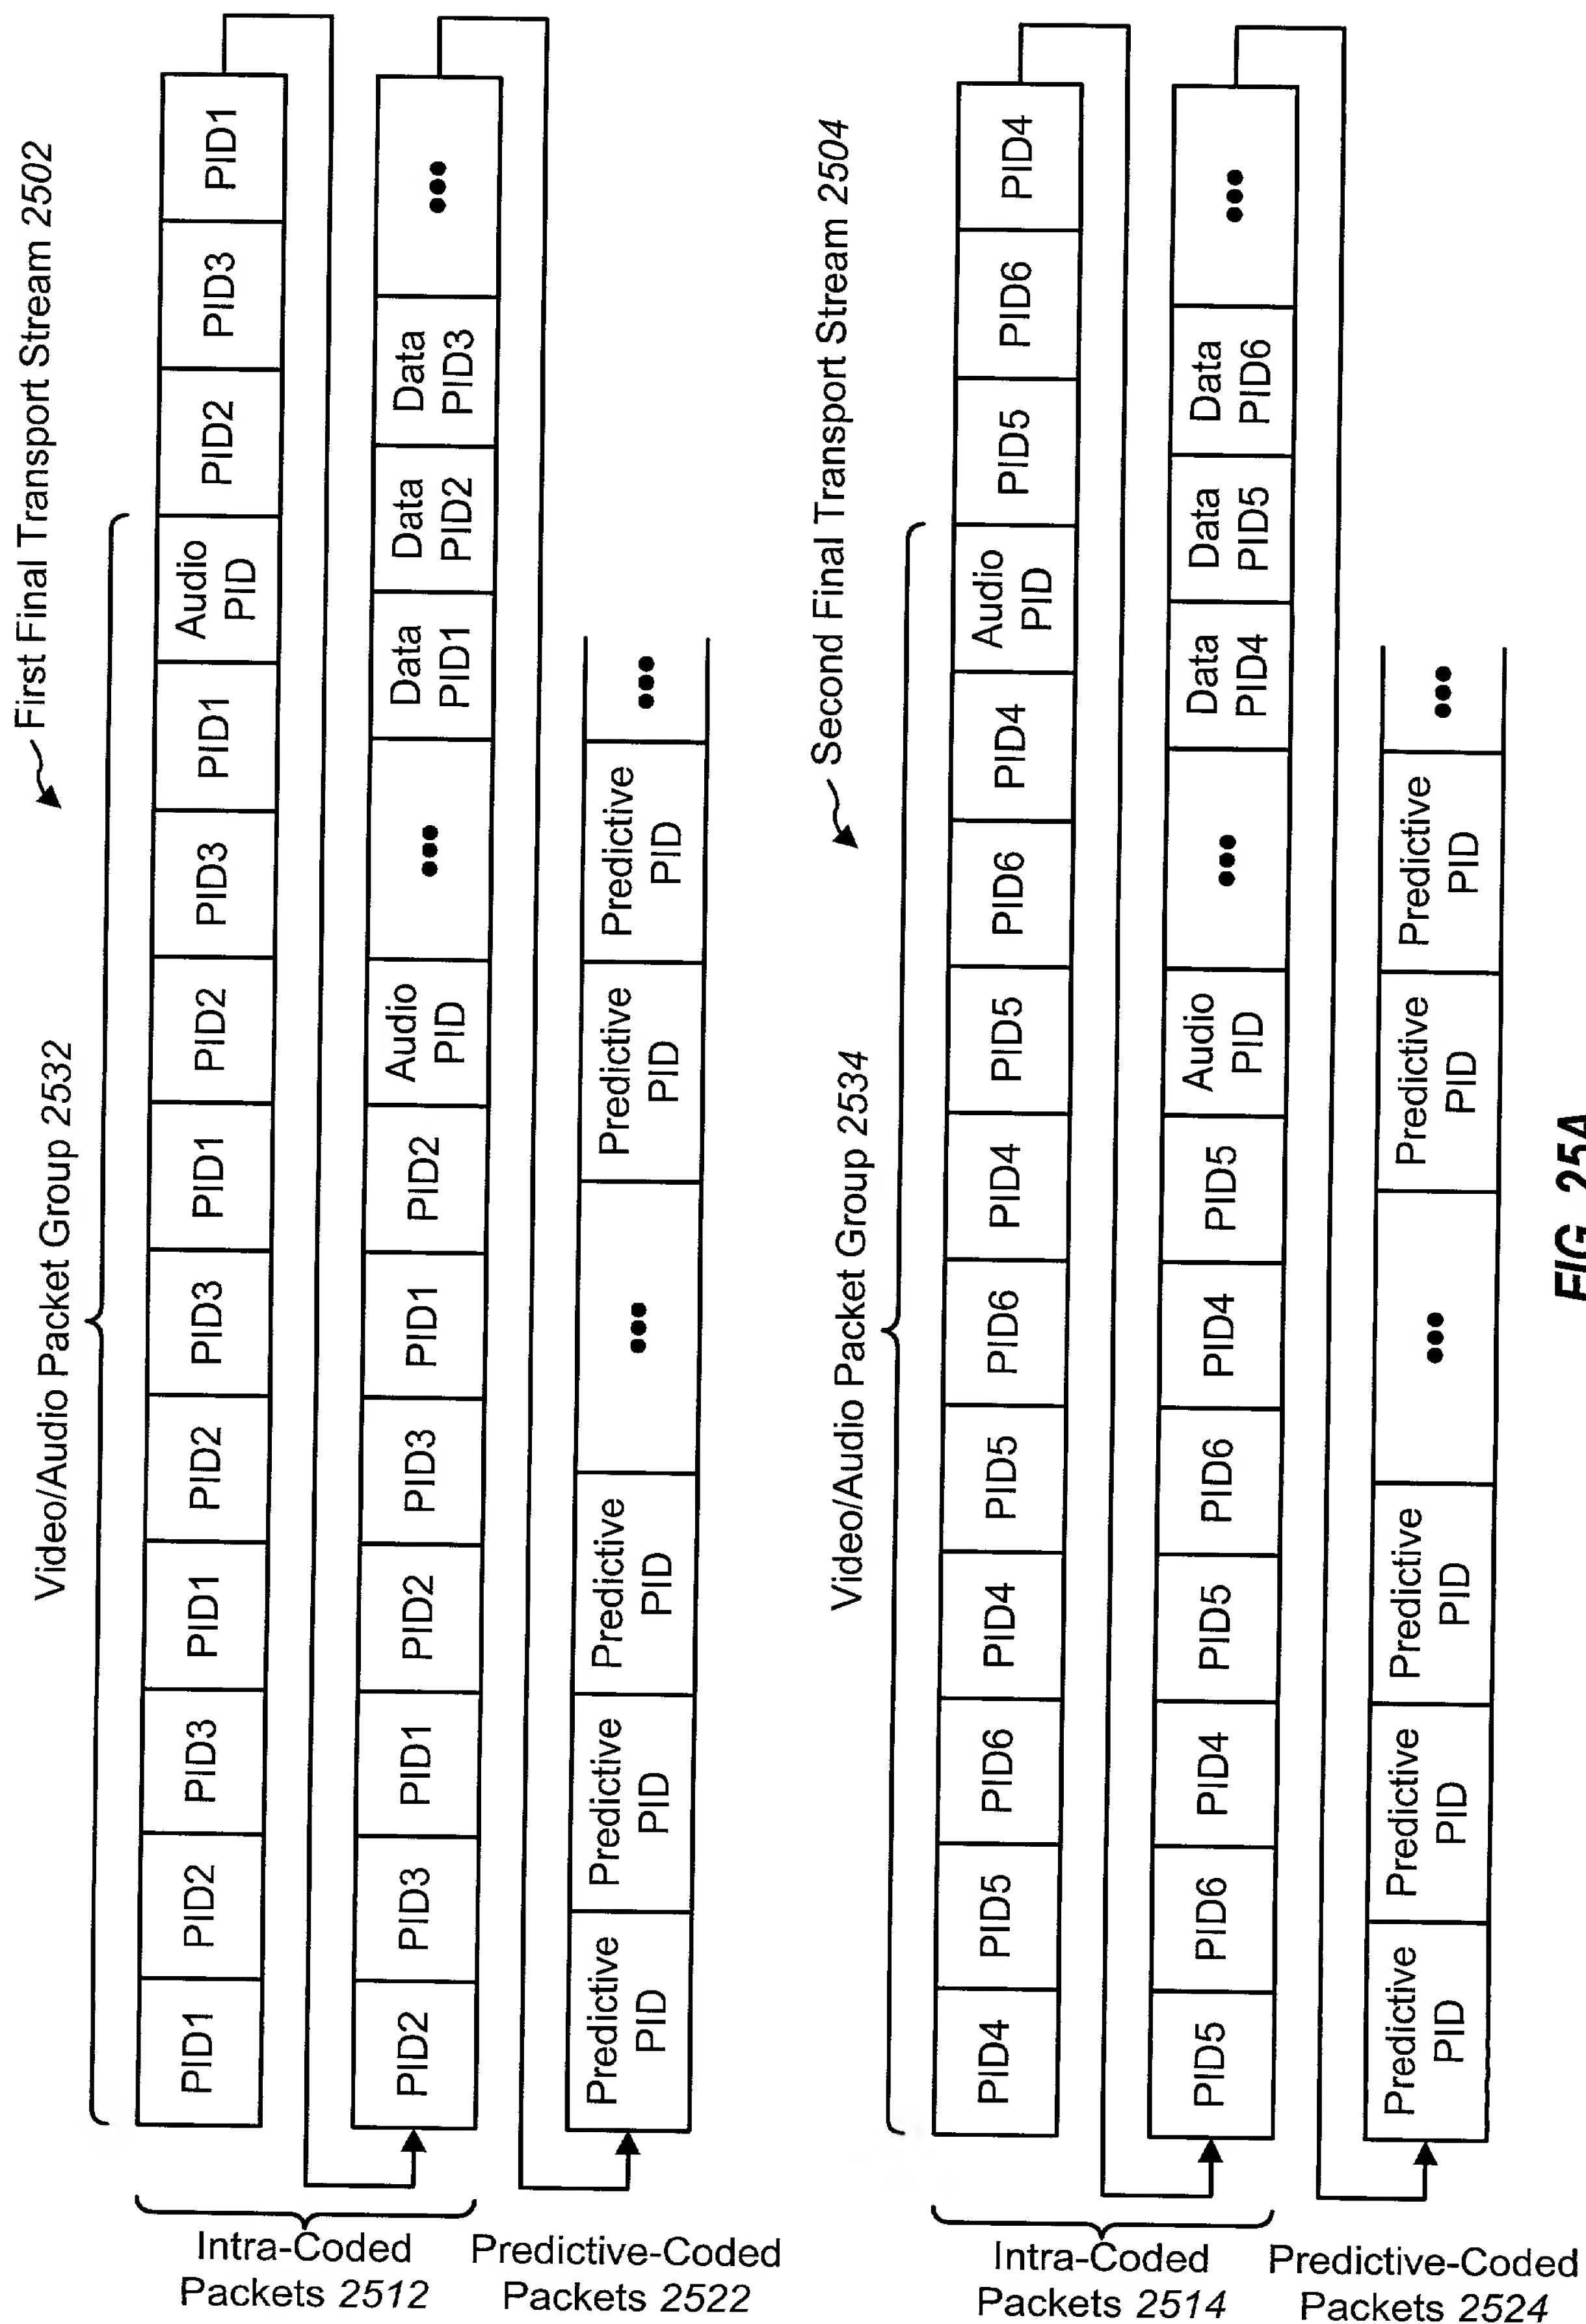 First Final Transport Stream 2502
Video/Audio Packet Group 2532
PID1 PID2 PID3 PID1 PID2 PID3 PID1 PID2 PID3 PID1 Audio PID PID2 PID3 PID1
PID2 PID3 PID1 PID2 PID3 PID1 PID2 Audio PID ••• Data PID1 Data PID2 Data PID3 •••
Intra-Coded
Packets 2512
Predictive PID Predictive PID Predictive PID ••• Predictive PID Predictive PID •••
Predictive-Coded
Packets 2522
Second Final Transport Stream 2504
Video/Audio Packet Group 2534
PID4 PID5 PID6 PID4 PID5 PID6 PID4 PID5 PID6 PID4 Audio PID PID5 PID6 PID4
PID5 PID6 PID4 PID5 PID6 PID4 PID5 Audio PID ••• Data PID4 Data PID5 Data PID6 •••
Intra-Coded
Packets 2514
Predictive PID Predictive PID Predictive PID ••• Predictive PID Predictive PID •••
Predictive-Coded
Packets 2524
FIG. 25A